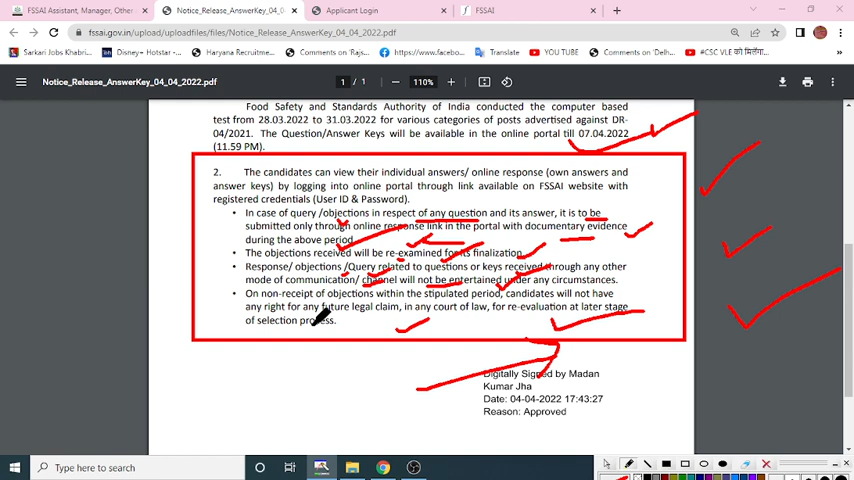 FSSAI Assistant, Manager, Other
Notice_Release_AnswerKey_04_04
Applicant Login
FSSAI
fssai.gov.in/upload/uploadfiles/files/Notice_Release_AnswerKey_04_04_2022.pdf
Sarkari Jobs Khabri...
Disney+ Hotstar - ...
Haryana Recruitme...
Comments on 'Rajs...
https://www.facebo...
Translate
YOU TUBE
Comments on 'Delh...
#CSC VLE को मिलेंगी...
Notice_Release_AnswerKey_04_04_2022.pdf
1 / 1
110%
Food Safety and Standards Authority of India conducted the computer based
test from 28.03.2022 to 31.03.2022 for various categories of posts advertised against DR-
04/2021. The Question/Answer Keys will be available in the online portal till 07.04.2022
(11.59 PM).
2. The candidates can view their individual answers/ online response (own answers and
answer keys) by logging into online portal through link available on FSSAI website with
registered credentials (User ID & Password).
• In case of query /objections in respect of any question and its answer, it is to be
submitted only through online response link in the portal with documentary evidence
during the above period.
• The objections received will be re-examined for its finalization.
• Response/ objections /Query related to questions or keys received through any other
mode of communication/ channel will not be entertained under any circumstances.
• On non-receipt of objections within the stipulated period, candidates will not have
any right for any future legal claim, in any court of law, for re-evaluation at later stage
of selection process.
Digitally Signed by Madan
Kumar Jha
Date: 04-04-2022 17:43:27
Reason: Approved
Type here to search